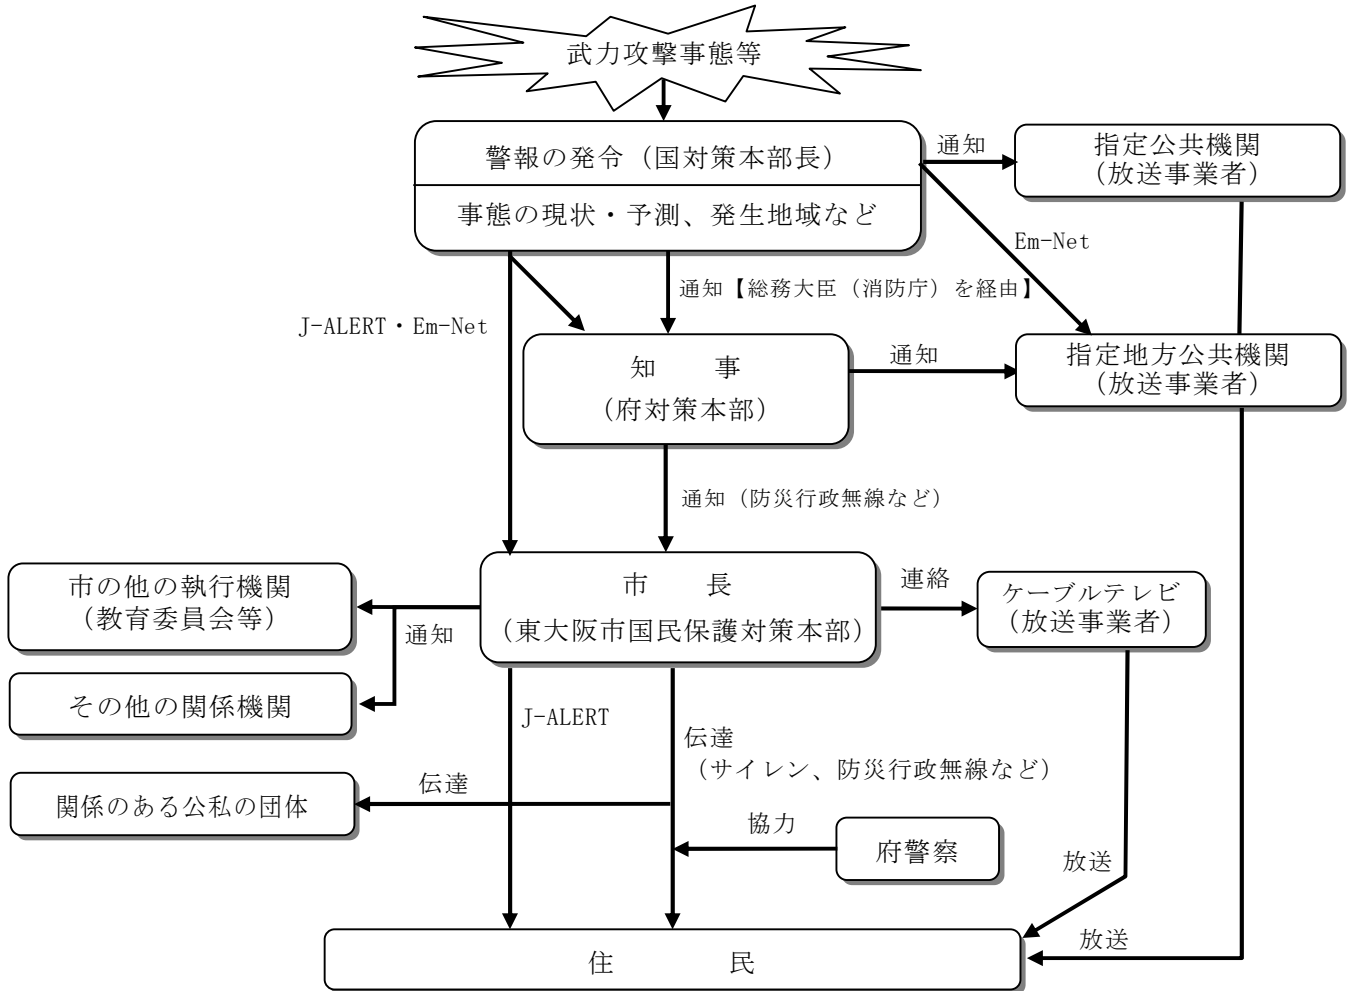 武力攻撃事態等
警報の発令（国対策本部長）
通知
指定公共機関
（放送事業者）
事態の現状・予測、発生地域など
Em-Net
通知【総務大臣（消防庁）を経由】
J-ALERT・Em-Net
知　　事
（府対策本部）
通知
指定地方公共機関
（放送事業者）
通知（防災行政無線など）
市の他の執行機関
（教育委員会等）
通知
市　　長
（東大阪市国民保護対策本部）
連絡
ケーブルテレビ
（放送事業者）
その他の関係機関
J-ALERT
伝達
（サイレン、防災行政無線など）
関係のある公私の団体
伝達
協力
府警察
放送
放送
住　　　　民